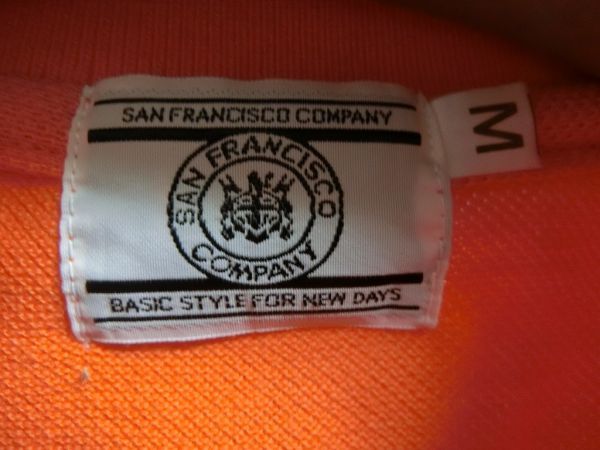 SAN FRANCISCO COMPANY
M
SAN FRANCISCO
COMPANY
BASIC STYLE FOR NEW DAYS